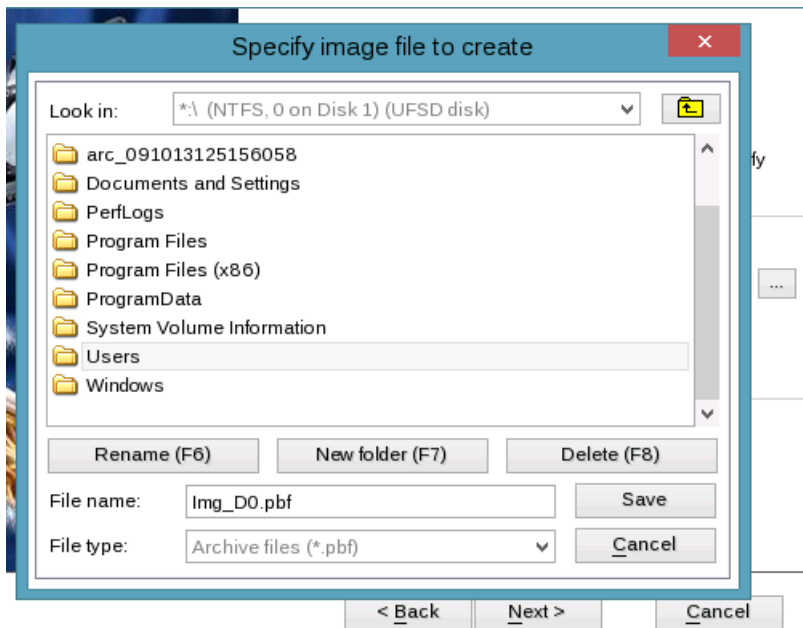 Specify image file to create
Look in: *:\ (NTFS, 0 on Disk 1) (UFSD disk)
arc_091013125156058
Documents and Settings
PerfLogs
Program Files
Program Files (x86)
ProgramData
System Volume Information
Users
Windows
Rename (F6) New folder (F7) Delete (F8)
File name: Img_D0.pbf Save
File type: Archive files (*.pbf) Cancel
fy
...
< Back Next > Cancel